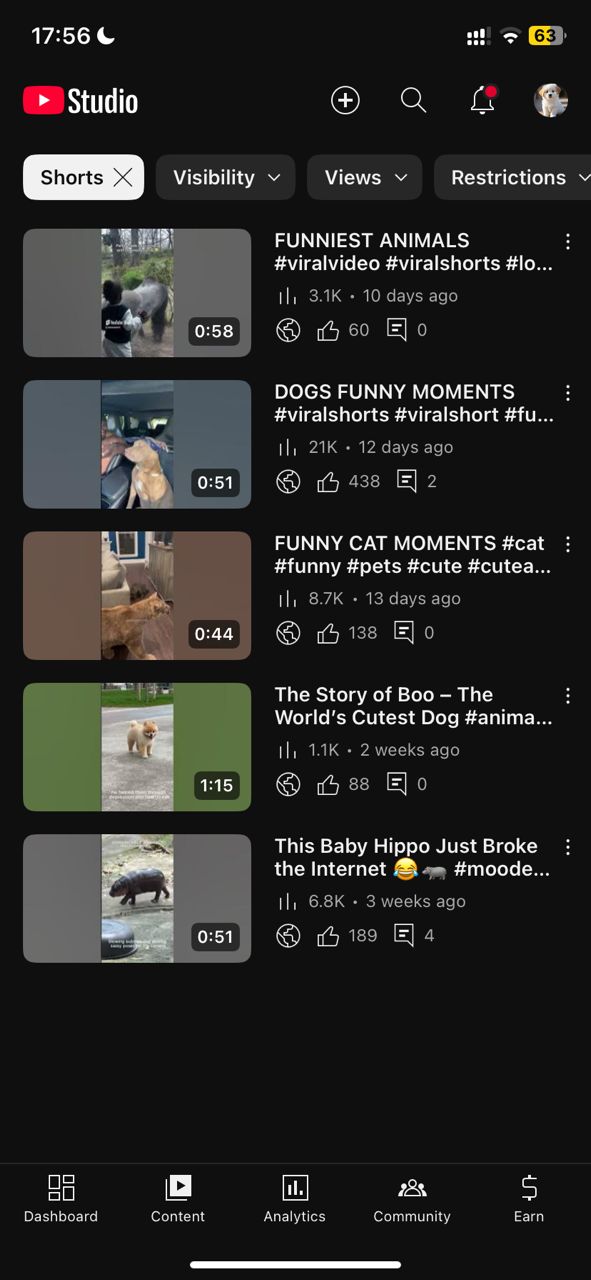 17:56
63
Studio
Shorts
Visibility
Views
Restrictions
FUNNIEST ANIMALS
#viralvideo #viralshorts #lo...
3.1K • 10 days ago
60
0
0:58
DOGS FUNNY MOMENTS
#viralshorts #viralshort #fu...
21K • 12 days ago
438
2
0:51
FUNNY CAT MOMENTS #cat
#funny #pets #cute #cutea...
8.7K • 13 days ago
138
0
0:44
The Story of Boo – The
World’s Cutest Dog #anima...
1.1K • 2 weeks ago
88
0
1:15
This Baby Hippo Just Broke
the Internet 😂🦛 #moode...
6.8K • 3 weeks ago
189
4
0:51
Dashboard
Content
Analytics
Community
Earn